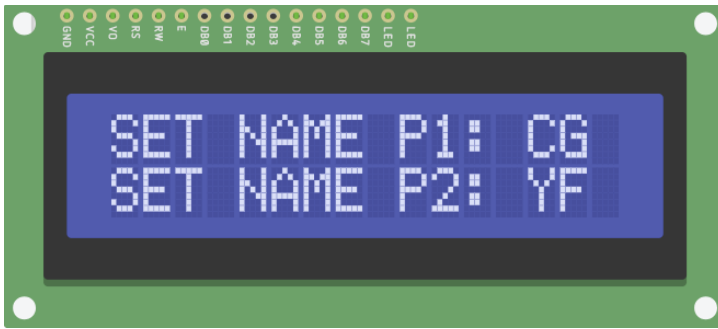 GND VCC VO RS RW E DB0 DB1 DB2 DB3 DB4 DB5 DB6 DB7 LED LED
SET NAME P1: CG
SET NAME P2: YF